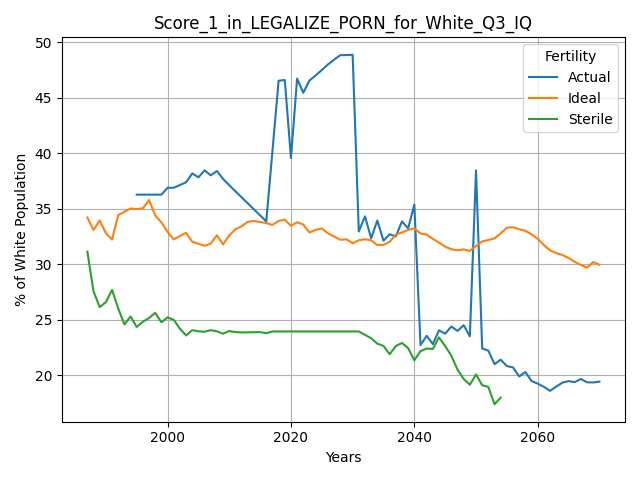 Score_1_in_LEGALIZE_PORN_for_White_Q3_IQ
Fertility
Actual
Ideal
Sterile
% of White Population
50
45
40
35
30
25
20
2000
2020
2040
2060
Years